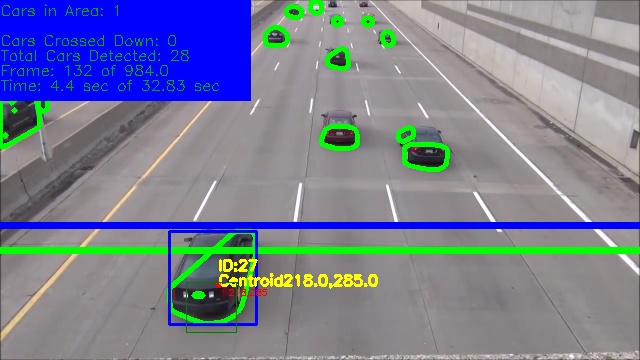 Cars in Area: 1
Cars Crossed Down: 0
Total Cars Detected: 28
Frame: 132 of 984.0
Time: 4.4 sec of 32.83 sec
ID:27
Centroid218.0,285.0